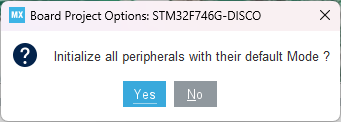 MX Board Project Options: STM32F746G-DISCO
Initialize all peripherals with their default Mode ?
Yes No